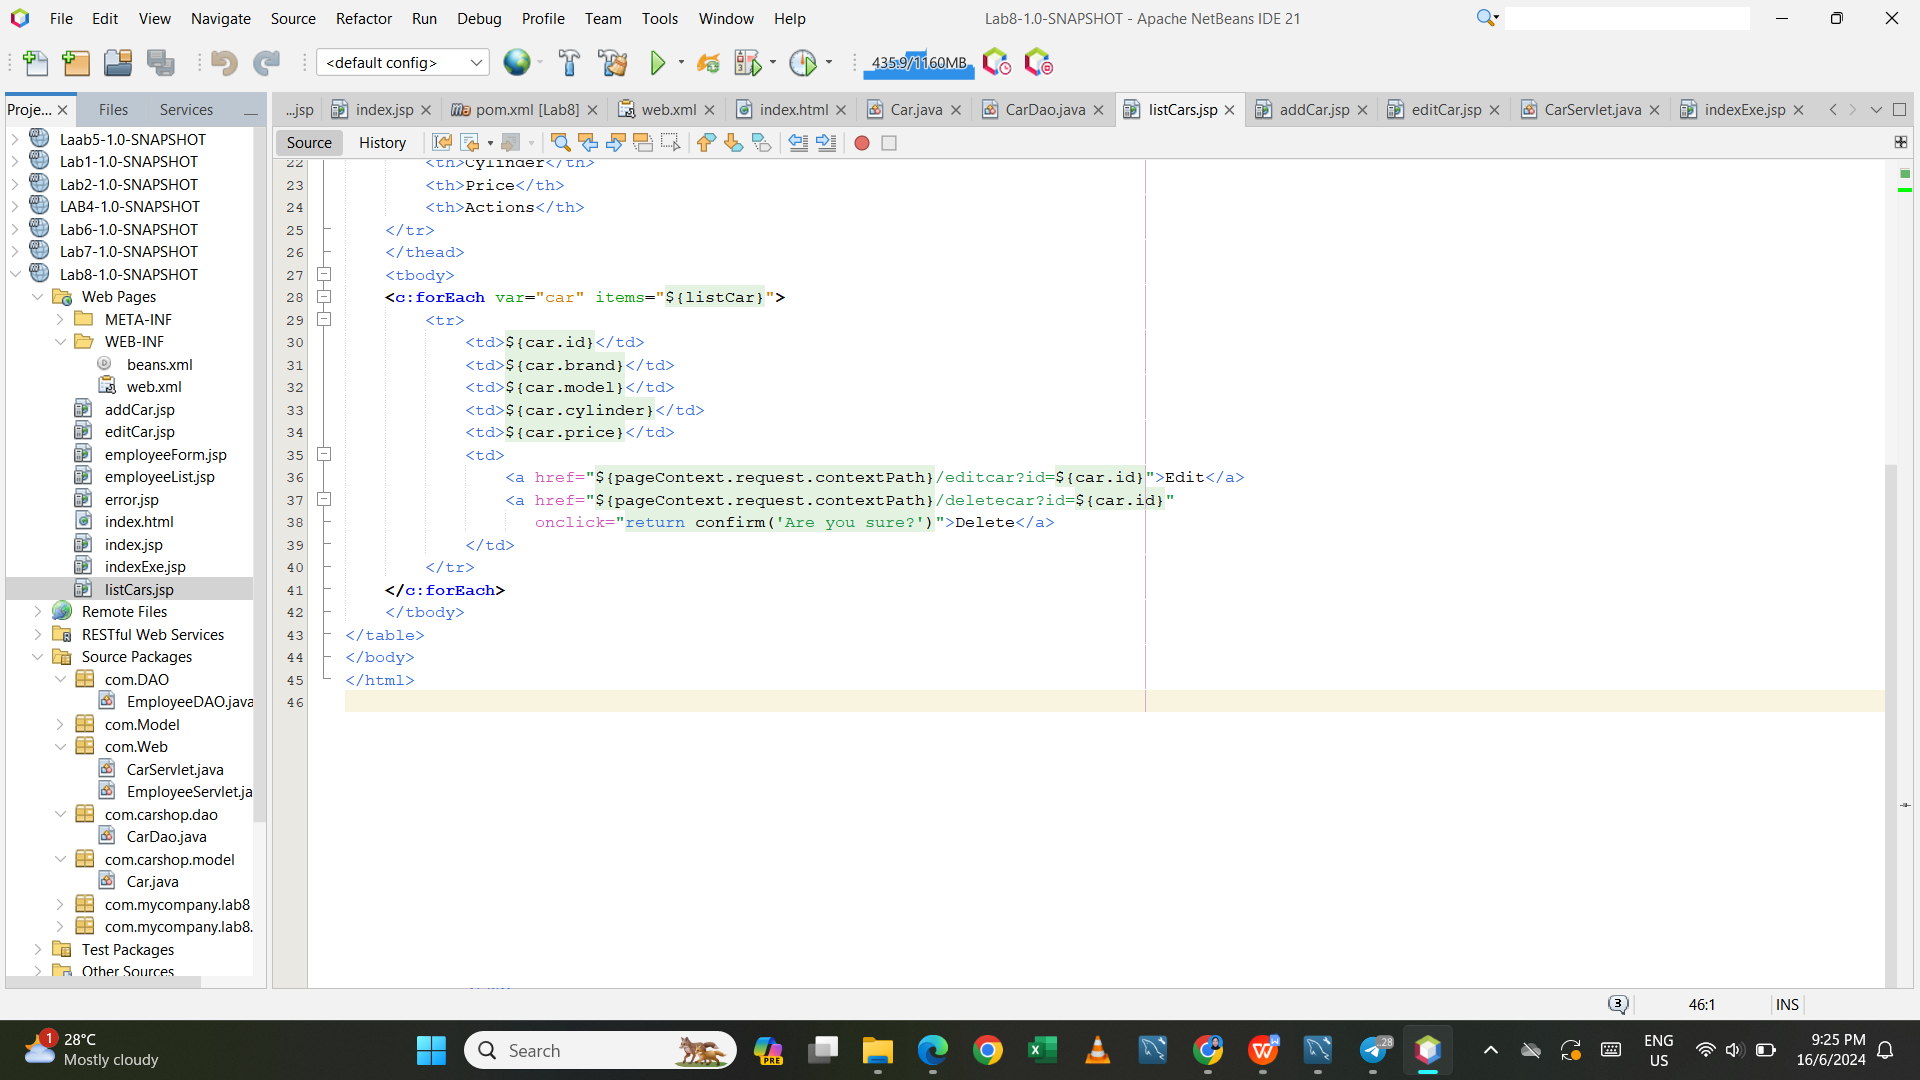 File Edit View Navigate Source Refactor Run Debug Profile Team Tools Window Help
Lab8-1.0-SNAPSHOT - Apache NetBeans IDE 21
<default config>
435.9/1160MB
Proje... Files Services
...jsp index.jsp pom.xml [Lab8] web.xml index.html Car.java CarDao.java listCars.jsp addCar.jsp editCar.jsp CarServlet.java indexExe.jsp
Source History
Laab5-1.0-SNAPSHOT
Lab1-1.0-SNAPSHOT
Lab2-1.0-SNAPSHOT
LAB4-1.0-SNAPSHOT
Lab6-1.0-SNAPSHOT
Lab7-1.0-SNAPSHOT
Lab8-1.0-SNAPSHOT
Web Pages
META-INF
WEB-INF
beans.xml
web.xml
addCar.jsp
editCar.jsp
employeeForm.jsp
employeeList.jsp
error.jsp
index.html
index.jsp
indexExe.jsp
listCars.jsp
Remote Files
RESTful Web Services
Source Packages
com.DAO
EmployeeDAO.java
com.Model
com.Web
CarServlet.java
EmployeeServlet.ja
com.carshop.dao
CarDao.java
com.carshop.model
Car.java
com.mycompany.lab8
com.mycompany.lab8.
Test Packages
Other Sources
22 <th>Cylinder</th>
23 <th>Price</th>
24 <th>Actions</th>
25 </tr>
26 </thead>
27 <tbody>
28 <c:forEach var="car" items="${listCar}">
29 <tr>
30 <td>${car.id}</td>
31 <td>${car.brand}</td>
32 <td>${car.model}</td>
33 <td>${car.cylinder}</td>
34 <td>${car.price}</td>
35 <td>
36 <a href="${pageContext.request.contextPath}/editcar?id=${car.id}">Edit</a>
37 <a href="${pageContext.request.contextPath}/deletecar?id=${car.id}"
38 onclick="return confirm('Are you sure?')">Delete</a>
39 </td>
40 </tr>
41 </c:forEach>
42 </tbody>
43 </table>
44 </body>
45 </html>
46
3 46:1 INS
1 28°C
Mostly cloudy
Search
PRE
28
ENG
US
9:25 PM
16/6/2024